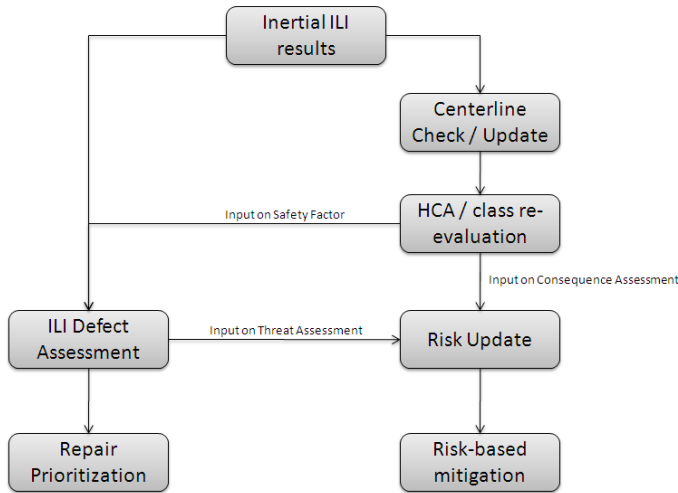 Inertial ILI
results
Centerline
Check / Update
Input on Safety Factor
HCA / class re-
evaluation
Input on Consequence Assessment
ILI Defect
Assessment
Input on Threat Assessment
Risk Update
Repair
Prioritization
Risk-based
mitigation